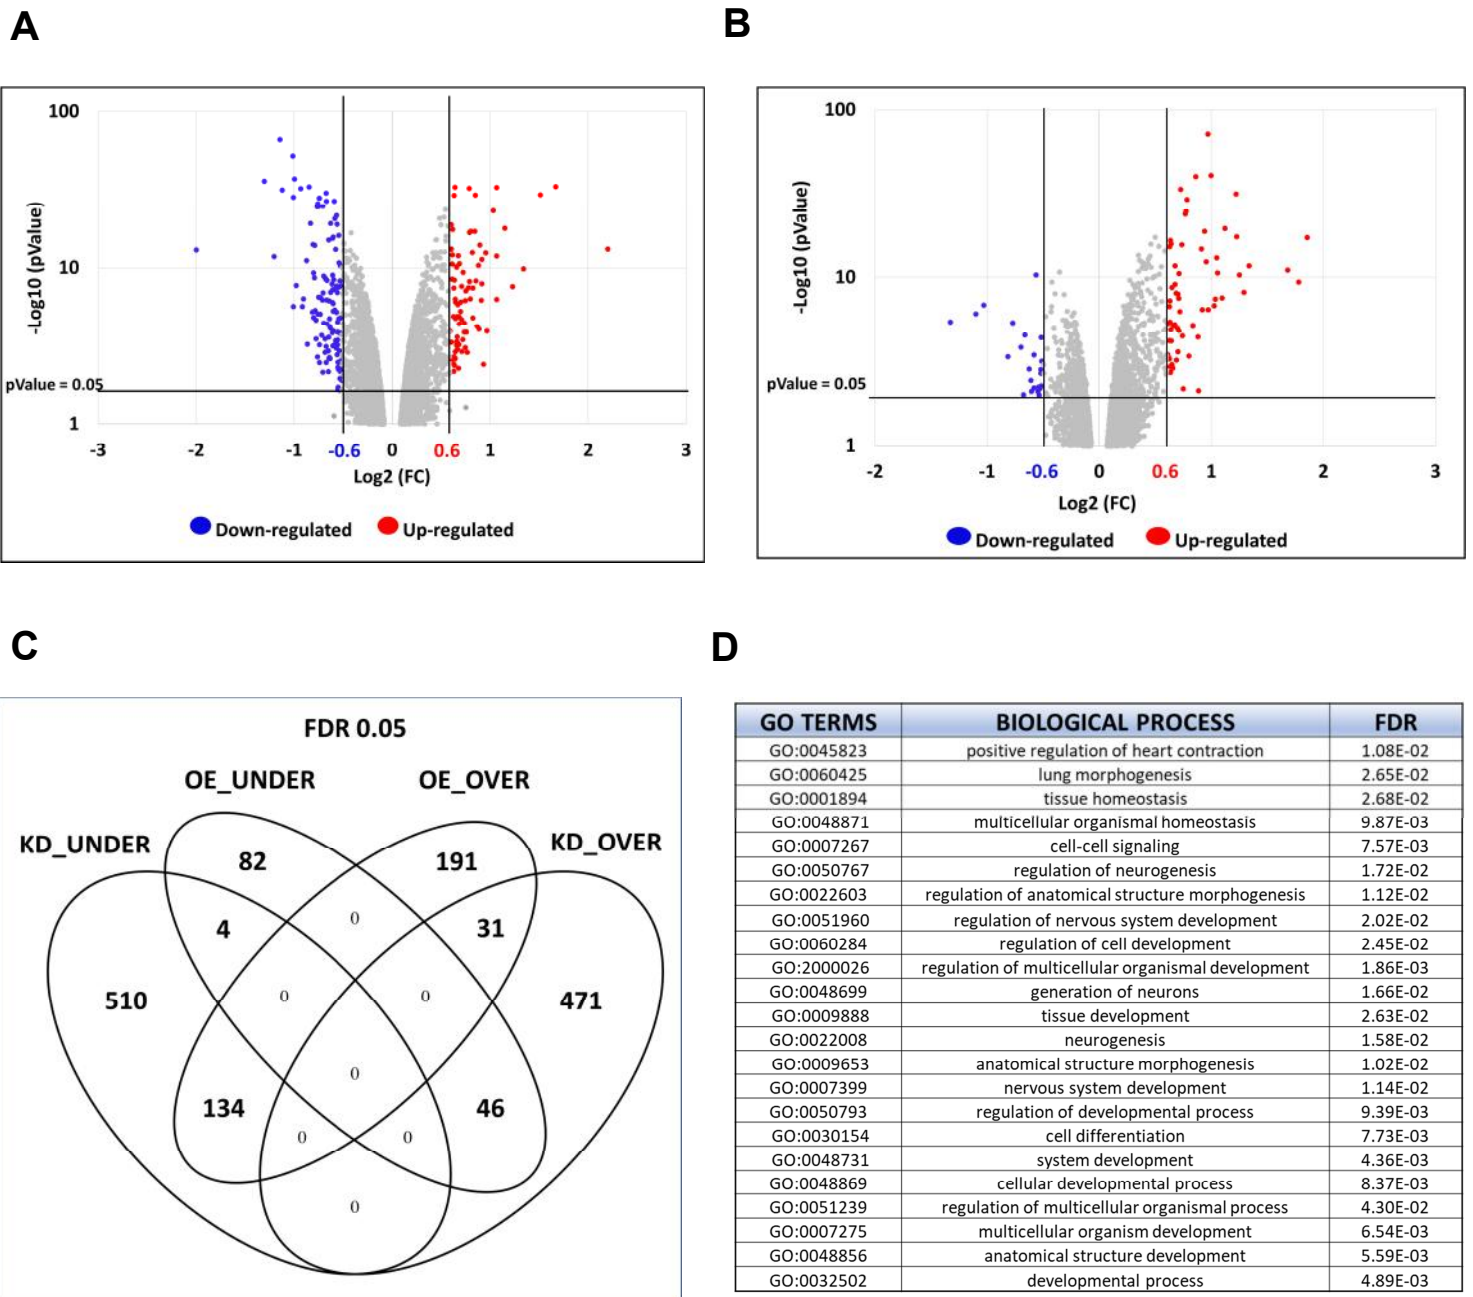 A
B
100
10
1
-Log10 (pValue)
pValue = 0.05
-3 -2 -1 -0.6 0 0.6 1 2 3
Log2 (FC)
Down-regulated Up-regulated
100
10
1
-Log10 (pValue)
pValue = 0.05
-2 -1 -0.6 0 0.6 1 2 3
Log2 (FC)
Down-regulated Up-regulated
C
D
FDR 0.05
OE_UNDER OE_OVER
KD_UNDER KD_OVER
82 191
0
4 31
0 0
510 471
0
134 46
0 0
0
GO TERMS BIOLOGICAL PROCESS FDR
GO:0045823 positive regulation of heart contraction 1.08E-02
GO:0060425 lung morphogenesis 2.65E-02
GO:0001894 tissue homeostasis 2.68E-02
GO:0048871 multicellular organismal homeostasis 9.87E-03
GO:0007267 cell-cell signaling 7.57E-03
GO:0050767 regulation of neurogenesis 1.72E-02
GO:0022603 regulation of anatomical structure morphogenesis 1.12E-02
GO:0051960 regulation of nervous system development 2.02E-02
GO:0060284 regulation of cell development 2.45E-02
GO:2000026 regulation of multicellular organismal development 1.86E-03
GO:0048699 generation of neurons 1.66E-02
GO:0009888 tissue development 2.63E-02
GO:0022008 neurogenesis 1.58E-02
GO:0009653 anatomical structure morphogenesis 1.02E-02
GO:0007399 nervous system development 1.14E-02
GO:0050793 regulation of developmental process 9.39E-03
GO:0030154 cell differentiation 7.73E-03
GO:0048731 system development 4.36E-03
GO:0048869 cellular developmental process 8.37E-03
GO:0051239 regulation of multicellular organismal process 4.30E-02
GO:0007275 multicellular organism development 6.54E-03
GO:0048856 anatomical structure development 5.59E-03
GO:0032502 developmental process 4.89E-03